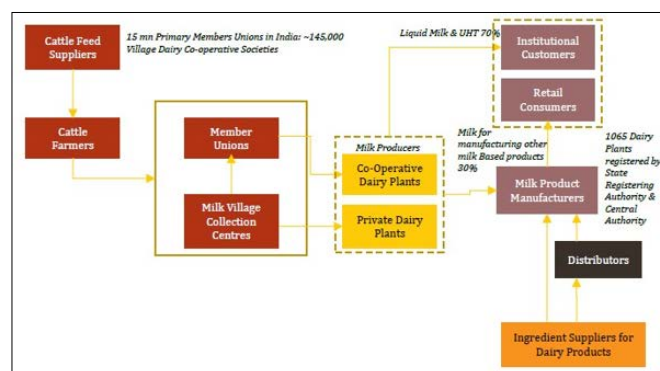 Cattle Feed
Suppliers
15 mn Primary Members Unions in India: ~145,000
Village Dairy Co-operative Societies
Liquid Milk & UHT 70%
Institutional
Customers
Retail
Consumers
Cattle
Farmers
Member
Unions
Milk Village
Collection
Centres
Milk Producers
Co-Operative
Dairy Plants
Private Dairy
Plants
Milk for
manufacturing other
milk Based products
30%
Milk Product
Manufacturers
1065 Dairy
Plants
registered by
State
Registering
Authority &
Central
Authority
Distributors
Ingredient Suppliers for
Dairy Products